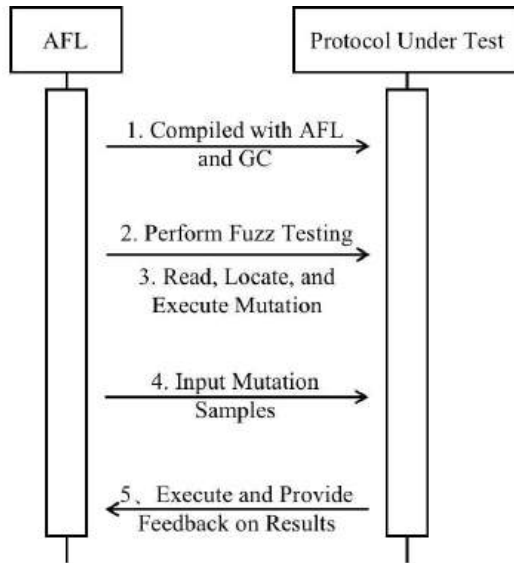 AFL
Protocol Under Test
1. Compiled with AFL
and GC
2. Perform Fuzz Testing
3. Read, Locate, and
Execute Mutation
4. Input Mutation
Samples
5、Execute and Provide
Feedback on Results